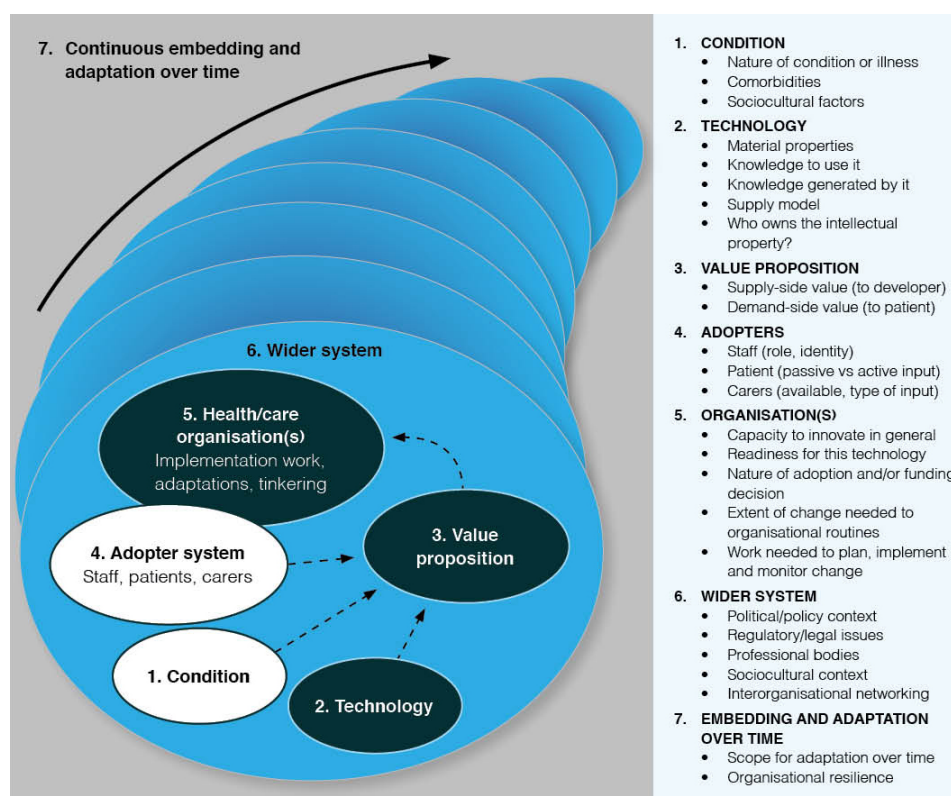 7. Continuous embedding and
adaptation over time
6. Wider system
5. Health/care
organisation(s)
Implementation work,
adaptations, tinkering
4. Adopter system
Staff, patients, carers
3. Value
proposition
1. Condition
2. Technology
1. CONDITION
• Nature of condition or illness
• Comorbidities
• Sociocultural factors
2. TECHNOLOGY
• Material properties
• Knowledge to use it
• Knowledge generated by it
• Supply model
• Who owns the intellectual
property?
3. VALUE PROPOSITION
• Supply-side value (to developer)
• Demand-side value (to patient)
4. ADOPTERS
• Staff (role, identity)
• Patient (passive vs active input)
• Carers (available, type of input)
5. ORGANISATION(S)
• Capacity to innovate in general
• Readiness for this technology
• Nature of adoption and/or funding
decision
• Extent of change needed to
organisational routines
• Work needed to plan, implement
and monitor change
6. WIDER SYSTEM
• Political/policy context
• Regulatory/legal issues
• Professional bodies
• Sociocultural context
• Interorganisational networking
7. EMBEDDING AND ADAPTATION
OVER TIME
• Scope for adaptation over time
• Organisational resilience